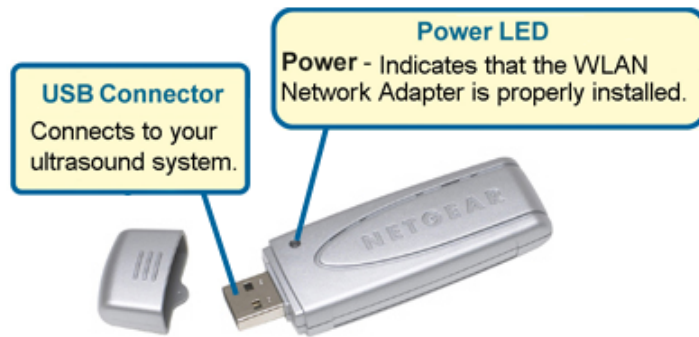 Power LED
Power - Indicates that the WLAN
Network Adapter is properly installed.
USB Connector
Connects to your
ultrasound system.
NETGEAR